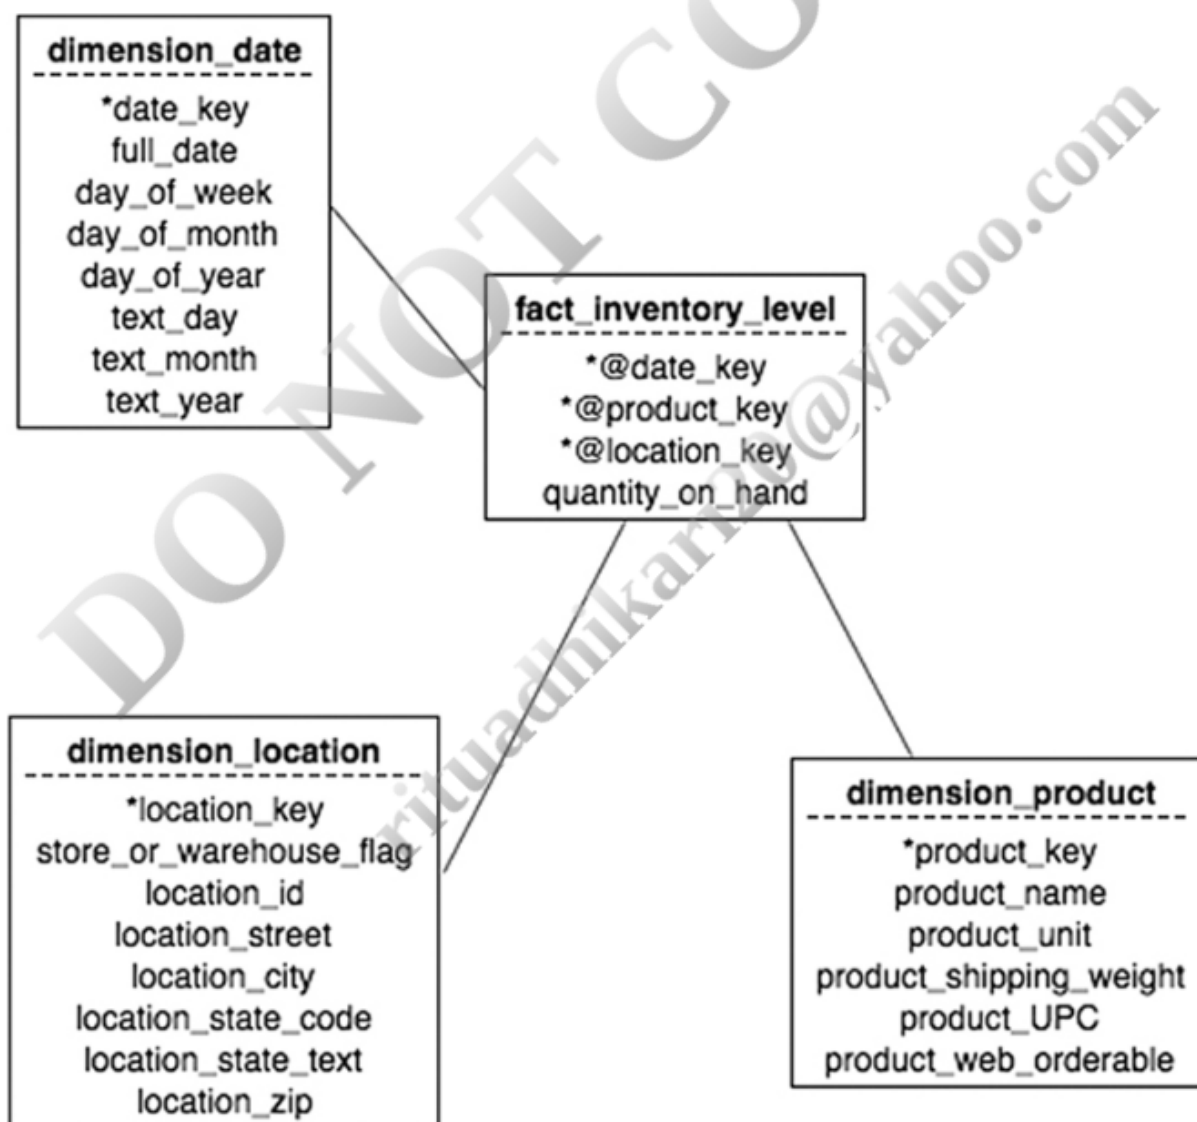 dimension_date
*date_key
full_date
day_of_week
day_of_month
day_of_year
text_day
text_month
text_year
fact_inventory_level
*@date_key
*@product_key
*@location_key
quantity_on_hand
dimension_location
*location_key
store_or_warehouse_flag
location_id
location_street
location_city
location_state_code
location_state_text
location_zip
dimension_product
*product_key
product_name
product_unit
product_shipping_weight
product_UPC
product_web_orderable
DO NOT CO
rituadhikari20@yahoo.com